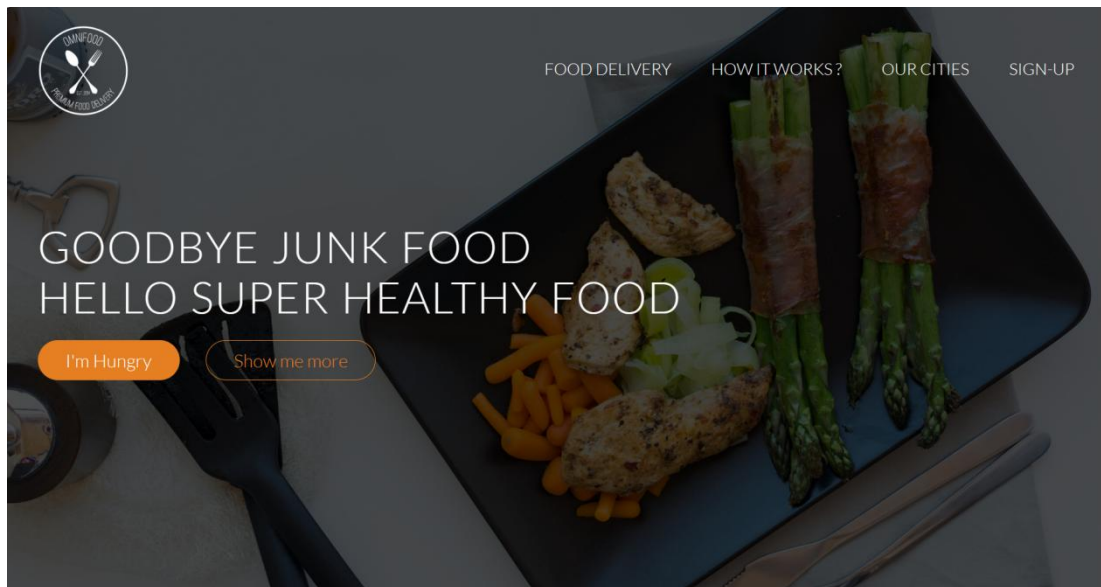 OMNIFOOD
PREMIUM FOOD DELIVERY
FOOD DELIVERY
HOW IT WORKS ?
OUR CITIES
SIGN-UP
GOODBYE JUNK FOOD
HELLO SUPER HEALTHY FOOD
I'm Hungry
Show me more